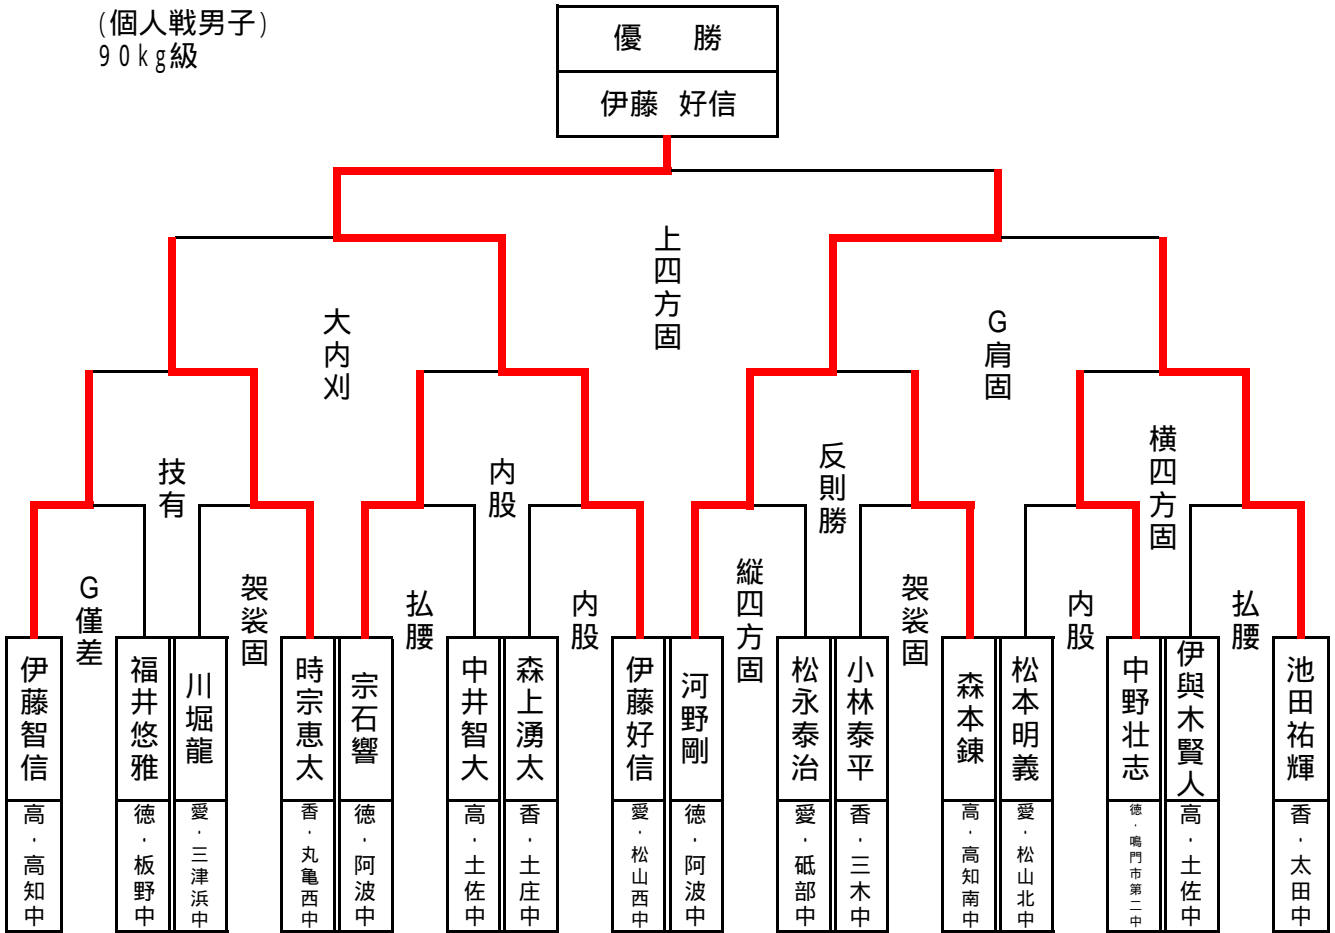 (個人戦男子)
90kg級
優　勝
伊藤 好信
上四方固
大内刈
G肩固
技有
内股
反則勝
横四方固
G僅差
袈裟固
払腰
内股
縦四方固
袈裟固
内股
払腰
伊藤智信
福井悠雅
川堀龍
時宗恵太
宗石響
中井智大
森上湧太
伊藤好信
河野剛
松永泰治
小林泰平
森本錬
松本明義
中野壮志
伊與木賢人
池田祐輝
高・高知中
徳・板野中
愛・三津浜中
香・丸亀西中
徳・阿波中
高・土佐中
香・土庄中
愛・松山西中
徳・阿波中
愛・砥部中
香・三木中
高・高知南中
愛・松山北中
徳・鳴門市第二中
高・土佐中
香・太田中